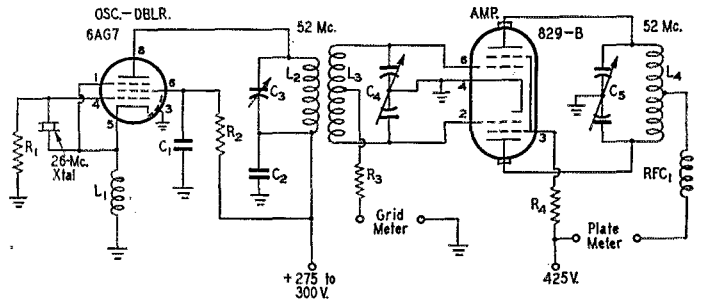 OSC.-DBLR.
6AG7
52 Mc.
AMP.
829-B
52 Mc.
8
1
6
4
3
5
R1
26-Mc.
Xtal
L1
C1
R2
C3
C2
L2
L3
C4
R3
Grid
Meter
+275 to
300V.
6
4
2
3
C5
L4
R4
RFC1
Plate
Meter
425V.